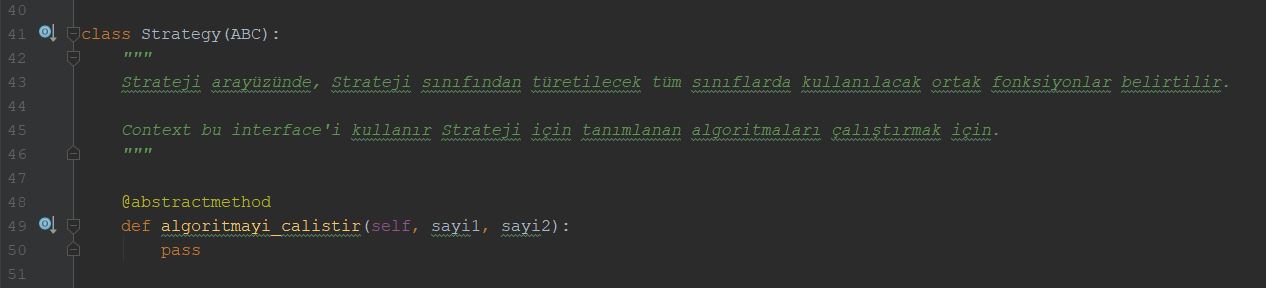 40
41 class Strategy(ABC):
42 """
43 Strateji arayüzünde, Strateji sınıfından türetilecek tüm sınıflarda kullanılacak ortak fonksiyonlar belirtilir.
44
45 Context bu interface'i kullanır Strateji için tanımlanan algoritmaları çalıştırmak için.
46 """
47
48 @abstractmethod
49 def algoritmayi_calistir(self, sayi1, sayi2):
50 pass
51